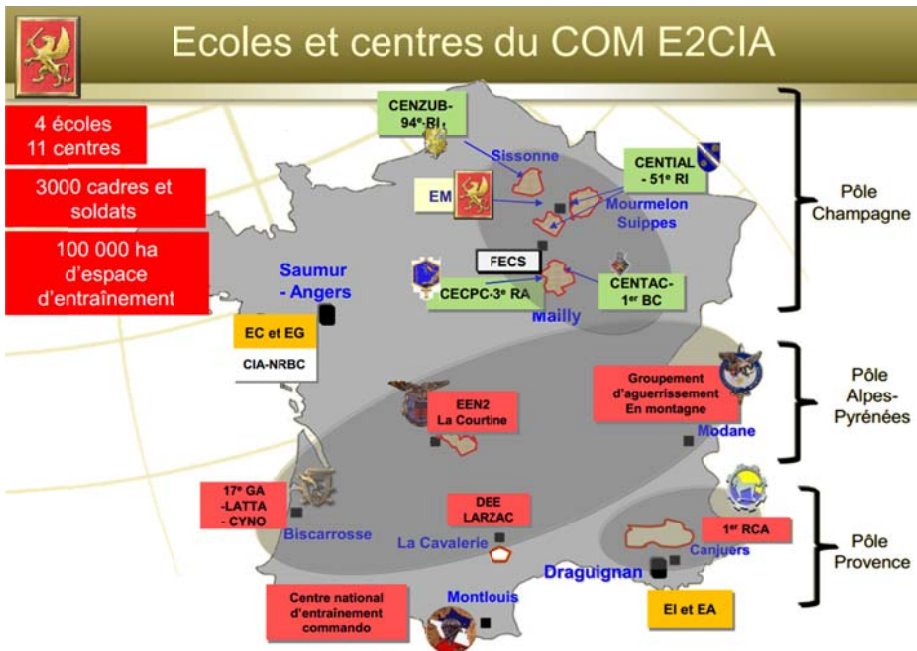 Ecoles et centres du COM E2CIA
4 écoles
11 centres
3000 cadres et
soldats
100 000 ha
d'espace
d'entraînement
CENZUB-
94e-RI
Sissonne
EM
CENTIAL
- 51e RI
Mourmelon
Suippes
FECS
CECPC-3e RA
CENTAC-
1er BC
Mailly
Pôle
Champagne
Saumur
- Angers
EC et EG
CIA-NRBC
EEN2
La Courtine
Groupement
d'aguerrissement
En montagne
Modane
Pôle
Alpes-
Pyrénées
17e GA
-LATTA
- CYNO
Biscarrosse
DEE
LARZAC
La Cavalerie
1er RCA
Canjuers
Draguignan
EI et EA
Pôle
Provence
Centre national
d'entraînement
commando
Montlouis